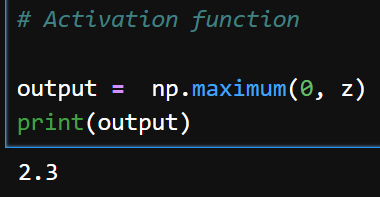 # Activation function
output =  np.maximum(0, z)
print(output)
2.3